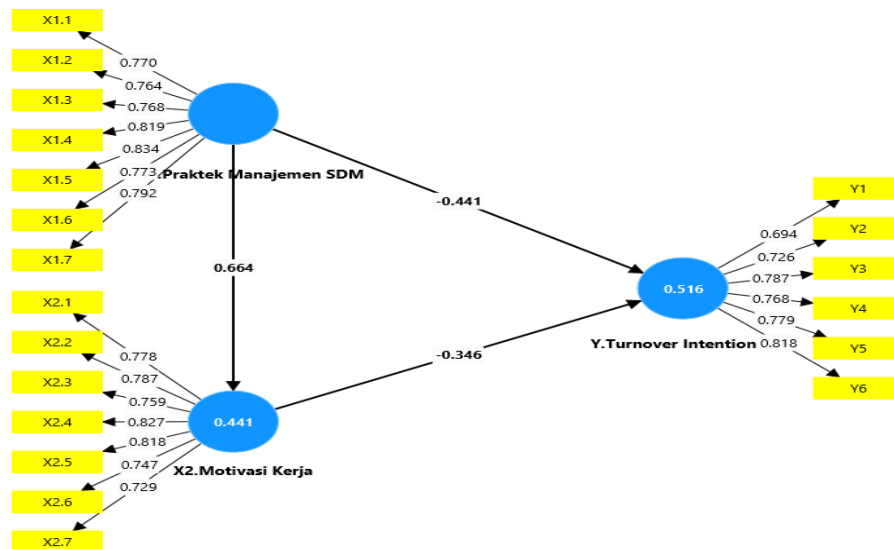 X1.1
X1.2
X1.3
X1.4
X1.5
X1.6
X1.7
0.770
0.764
0.768
0.819
0.834
0.773
0.792
.Praktek Manajemen SDM
-0.441
0.664
X2.1
X2.2
X2.3
X2.4
X2.5
X2.6
X2.7
0.778
0.787
0.759
0.827
0.818
0.747
0.729
0.441
X2.Motivasi Kerja
-0.346
0.516
Y.Turnover Intention
0.694
0.726
0.787
0.768
0.779
0.818
Y1
Y2
Y3
Y4
Y5
Y6